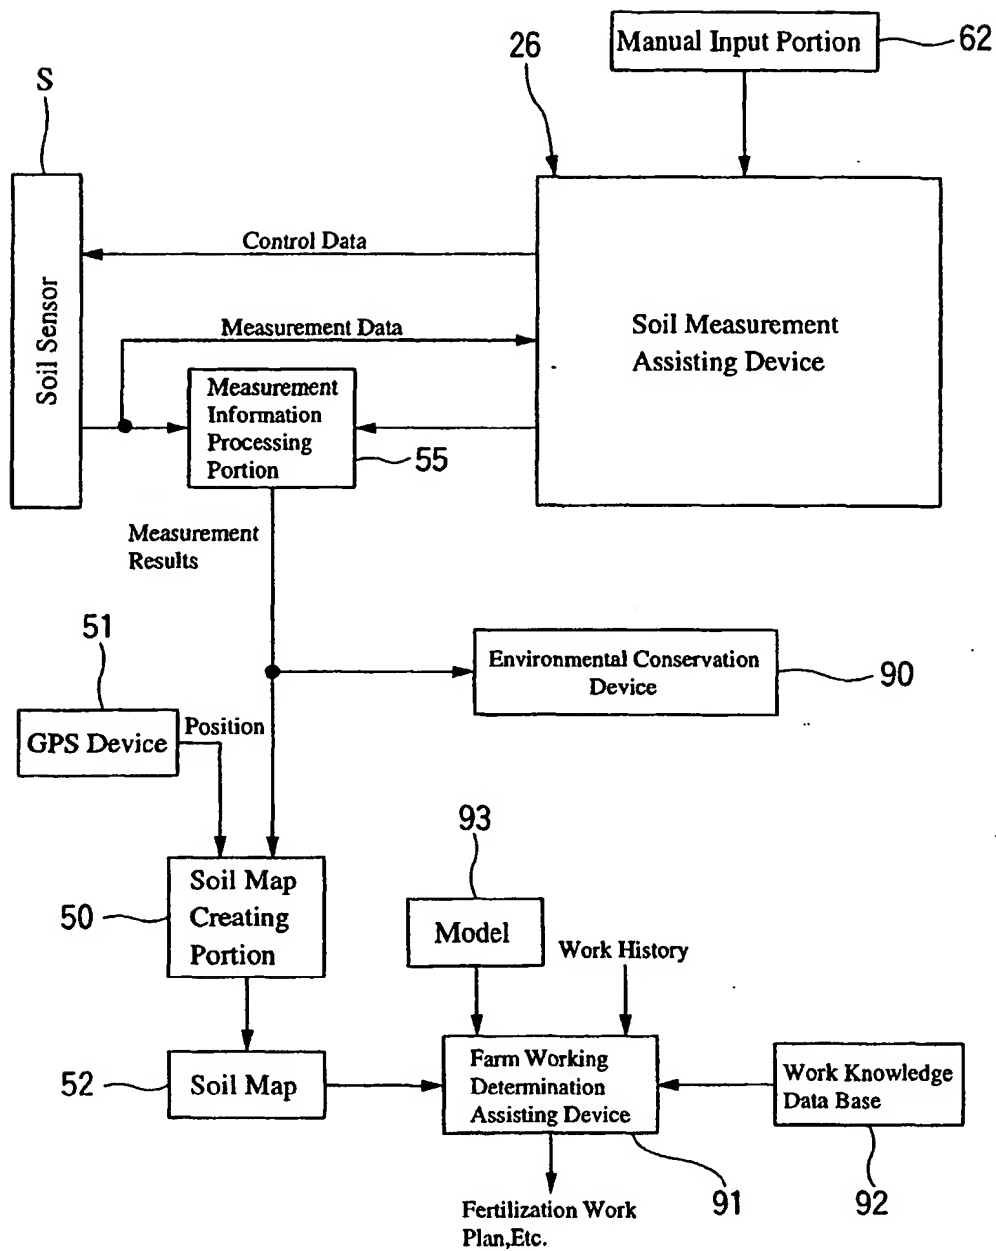 Manual Input Portion
62
26
S
Soil Sensor
Control Data
Measurement Data
Soil Measurement
Assisting Device
Measurement
Information
Processing
Portion
55
Measurement
Results
51
GPS Device
Position
Environmental Conservation
Device
90
50
Soil Map
Creating
Portion
93
Model
Work History
52
Soil Map
Farm Working
Determination
Assisting Device
Work Knowledge
Data Base
91
92
Fertilization Work
Plan,Etc.